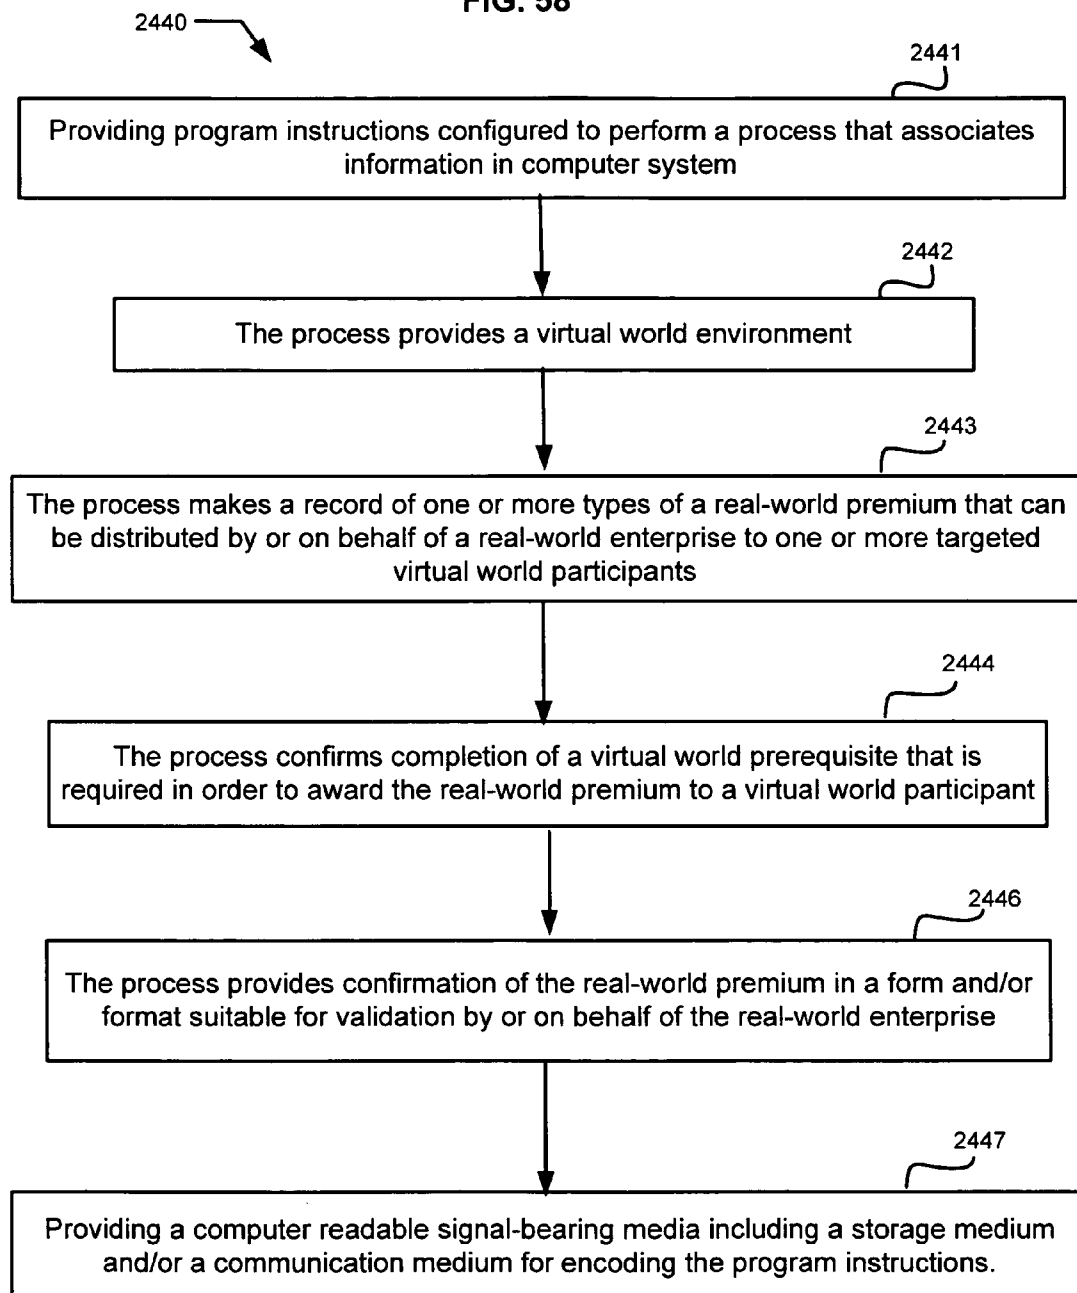 FIG. 58
2440
2441
Providing program instructions configured to perform a process that associates
information in computer system
2442
The process provides a virtual world environment
2443
The process makes a record of one or more types of a real-world premium that can
be distributed by or on behalf of a real-world enterprise to one or more targeted
virtual world participants
2444
The process confirms completion of a virtual world prerequisite that is
required in order to award the real-world premium to a virtual world participant
2446
The process provides confirmation of the real-world premium in a form and/or
format suitable for validation by or on behalf of the real-world enterprise
2447
Providing a computer readable signal-bearing media including a storage medium
and/or a communication medium for encoding the program instructions.